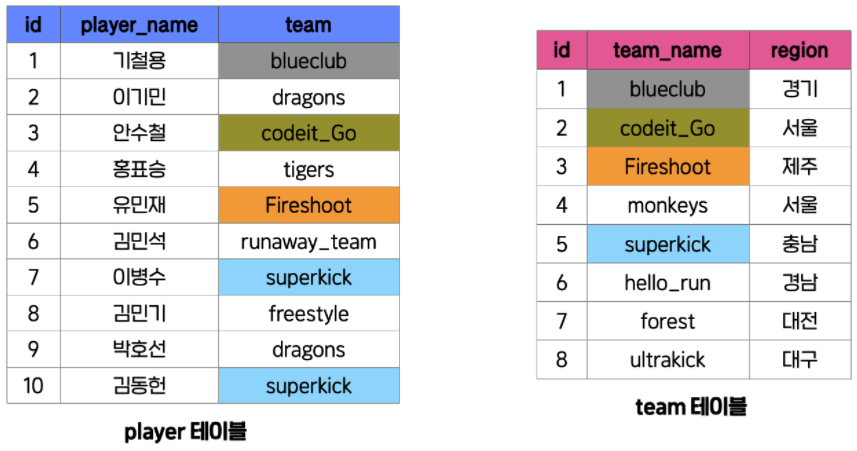 id player_name team
1 기철용 blueclub
2 이기민 dragons
3 안수철 codeit_Go
4 홍표승 tigers
5 유민재 Fireshoot
6 김민석 runaway_team
7 이병수 superkick
8 김민기 freestyle
9 박호선 dragons
10 김동헌 superkick
player 테이블
id team_name region
1 blueclub 경기
2 codeit_Go 서울
3 Fireshoot 제주
4 monkeys 서울
5 superkick 충남
6 hello_run 경남
7 forest 대전
8 ultrakick 대구
team 테이블